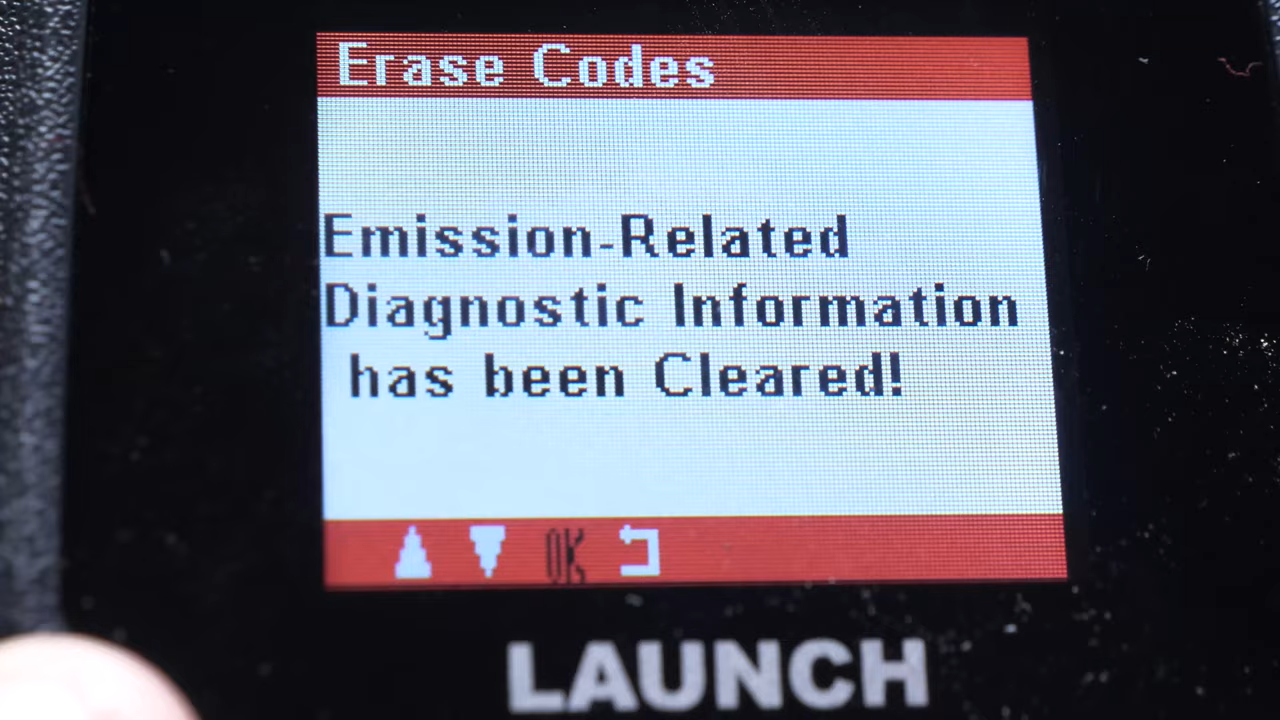 Erase Codes
Emission-Related
Diagnostic Information
has been Cleared!
OK
LAUNCH